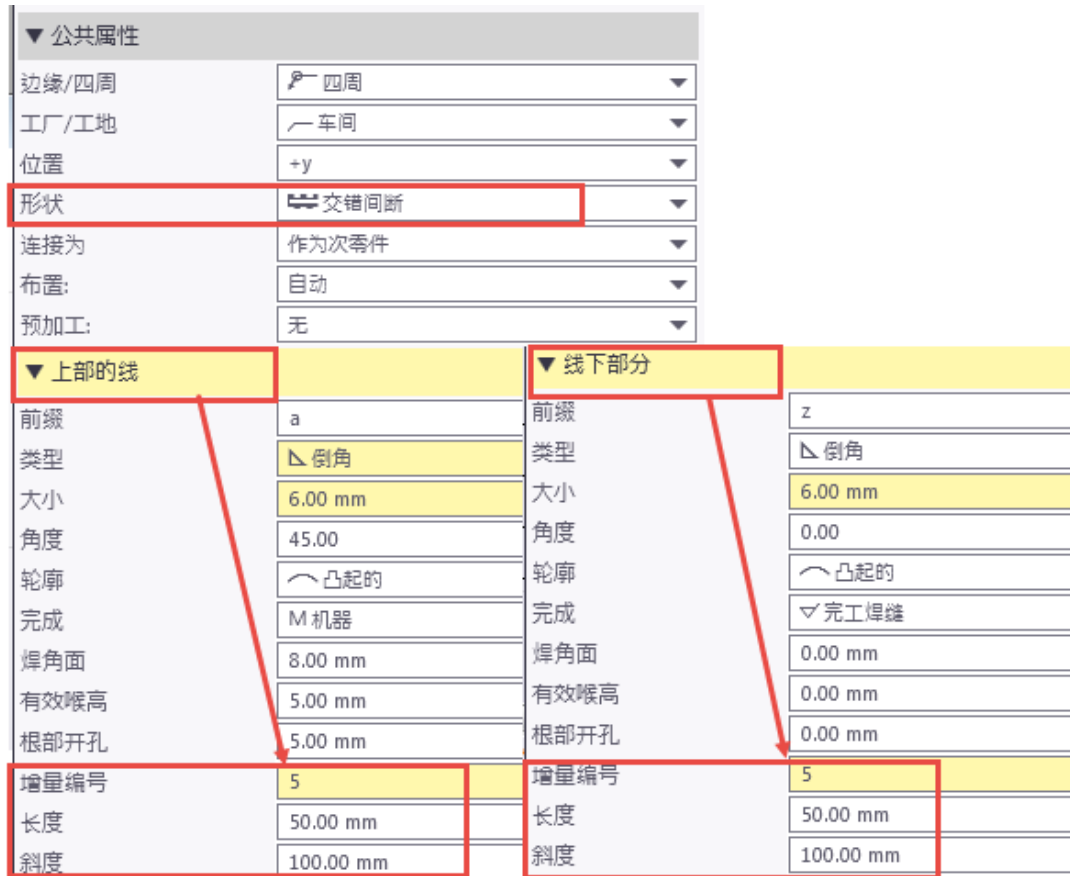 ▼ 公共属性
边缘/四周 四周
工厂/工地 车间
位置 +y
形状 交错间断
连接为 作为次零件
布置: 自动
预加工: 无
▼ 上部的线
前缀 a
类型 倒角
大小 6.00 mm
角度 45.00
轮廓 凸起的
完成 M 机器
焊角面 8.00 mm
有效喉高 5.00 mm
根部开孔 5.00 mm
增量编号 5
长度 50.00 mm
斜度 100.00 mm
▼ 线下部分
前缀 z
类型 倒角
大小 6.00 mm
角度 0.00
轮廓 凸起的
完成 完工焊缝
焊角面 0.00 mm
有效喉高 0.00 mm
根部开孔 0.00 mm
增量编号 5
长度 50.00 mm
斜度 100.00 mm